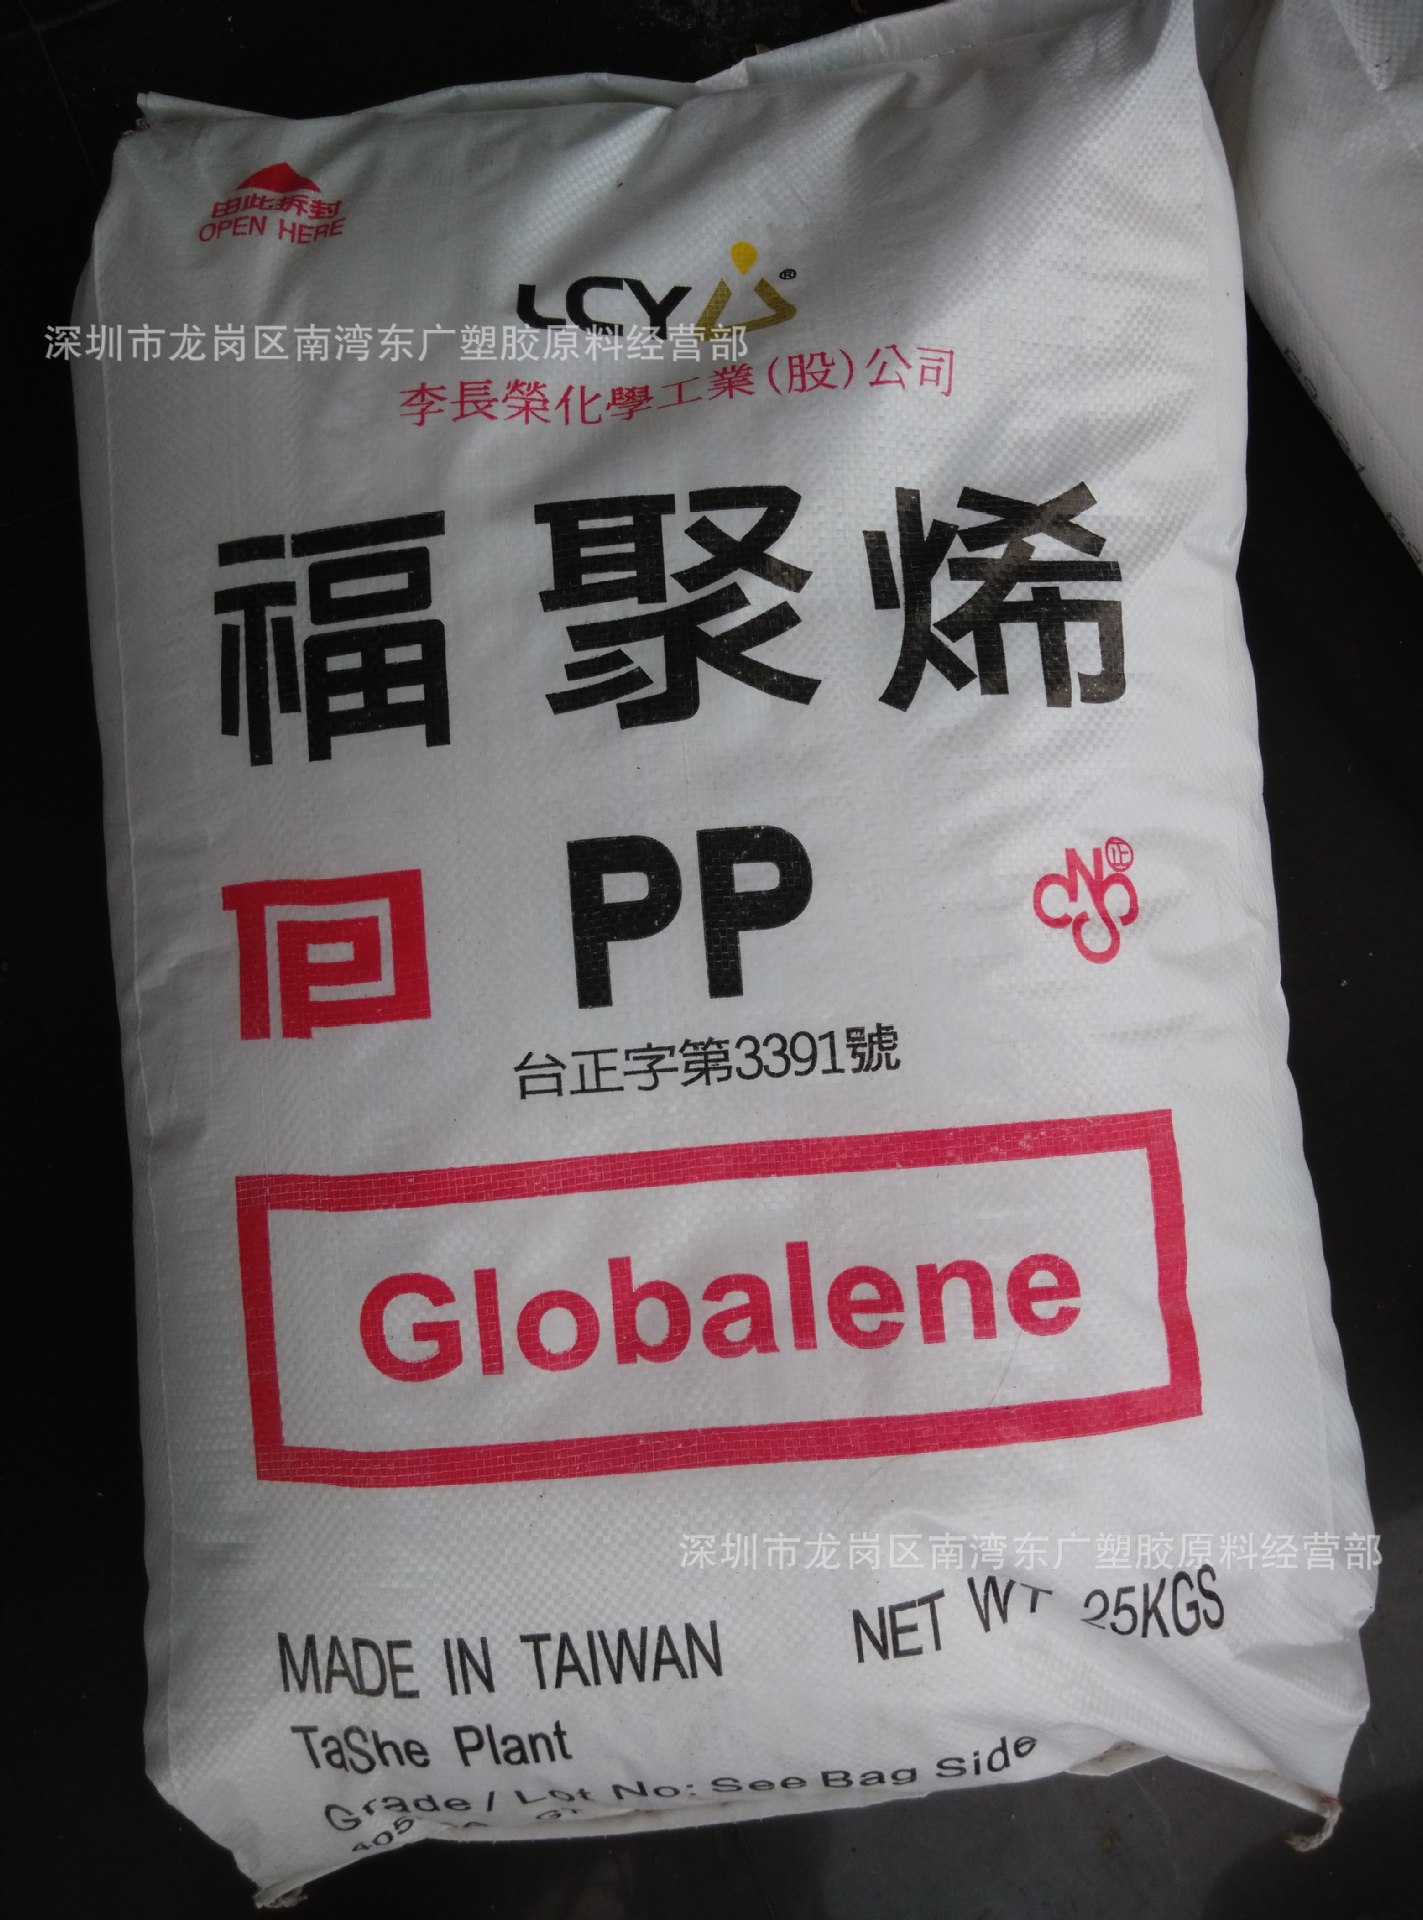 由此拆封
OPEN HERE
LCY®
深圳市龙岗区南湾东广塑胶原料经营部
李長榮化學工業(股)公司
福聚烯
PP
正
台正字第3391號
Globalene
深圳市龙岗区南湾东广塑胶原料经营部
MADE IN TAIWAN
NET WT 25KGS
TaShe Plant
Grade / Lot No: See Bag Side